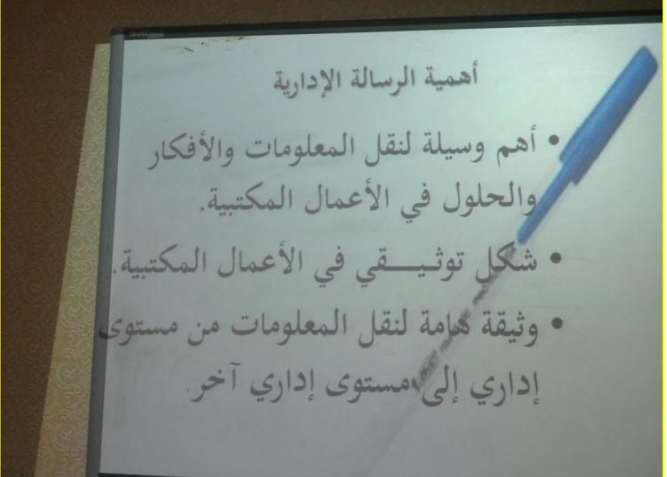 أهمية الرسالة الإدارية
• أهم وسيلة لنقل المعلومات والأفكار
والحلول في الأعمال المكتبية.
• شكل توثيـــقي في الأعمال المكتبية.
• وثيقة هامة لنقل المعلومات من مستوى
إداري إلى مستوى إداري آخر.